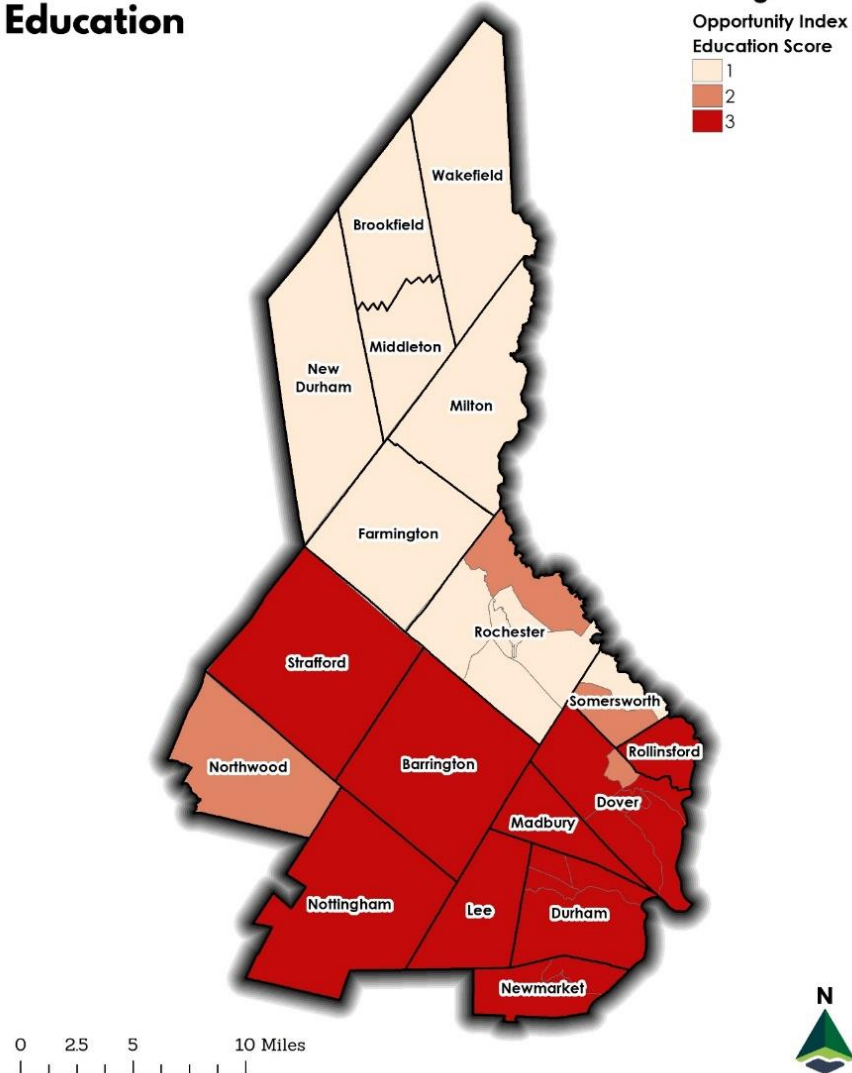 Education
Opportunity Index
Education Score
1
2
3
Wakefield
Brookfield
Middleton
New
Durham
Milton
Farmington
Rochester
Strafford
Somersworth
Rollinsford
Northwood
Barrington
Dover
Madbury
Nottingham
Lee
Durham
Newmarket
N
0 2.5 5 10 Miles